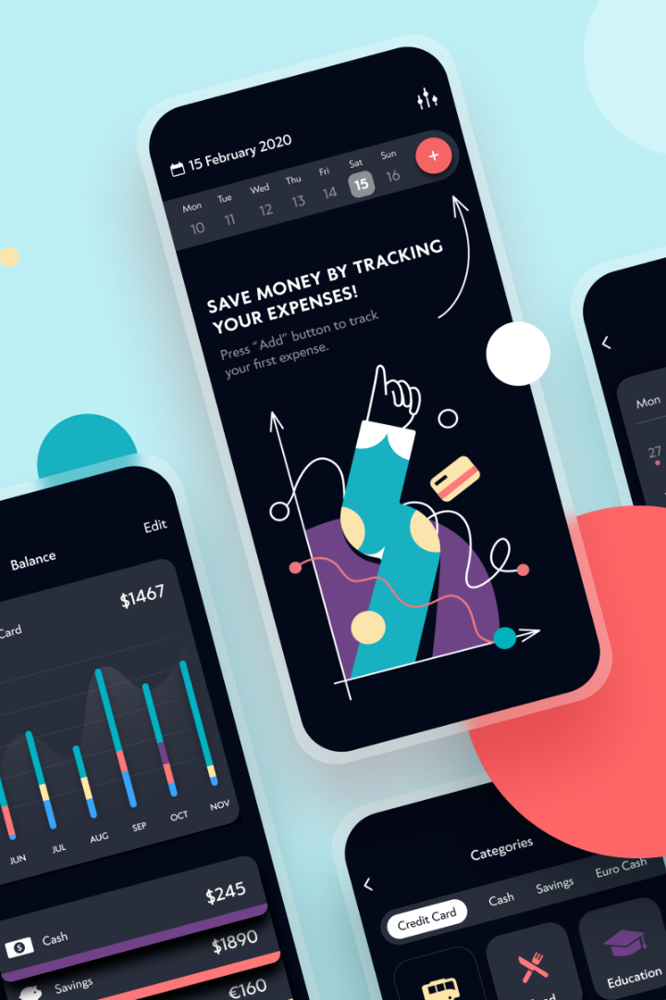 15 February 2020
Mon Tue Wed Thu Fri Sat Sun
10 11 12 13 14 15 16
+
SAVE MONEY BY TRACKING
YOUR EXPENSES!
Press “Add” button to track
your first expense.
Mon
27
Balance
Edit
Card
$1467
JUN JUL AUG SEP OCT NOV
$245
Cash
$1890
Savings
€160
Categories
Credit Card Cash Savings Euro Cash
Education